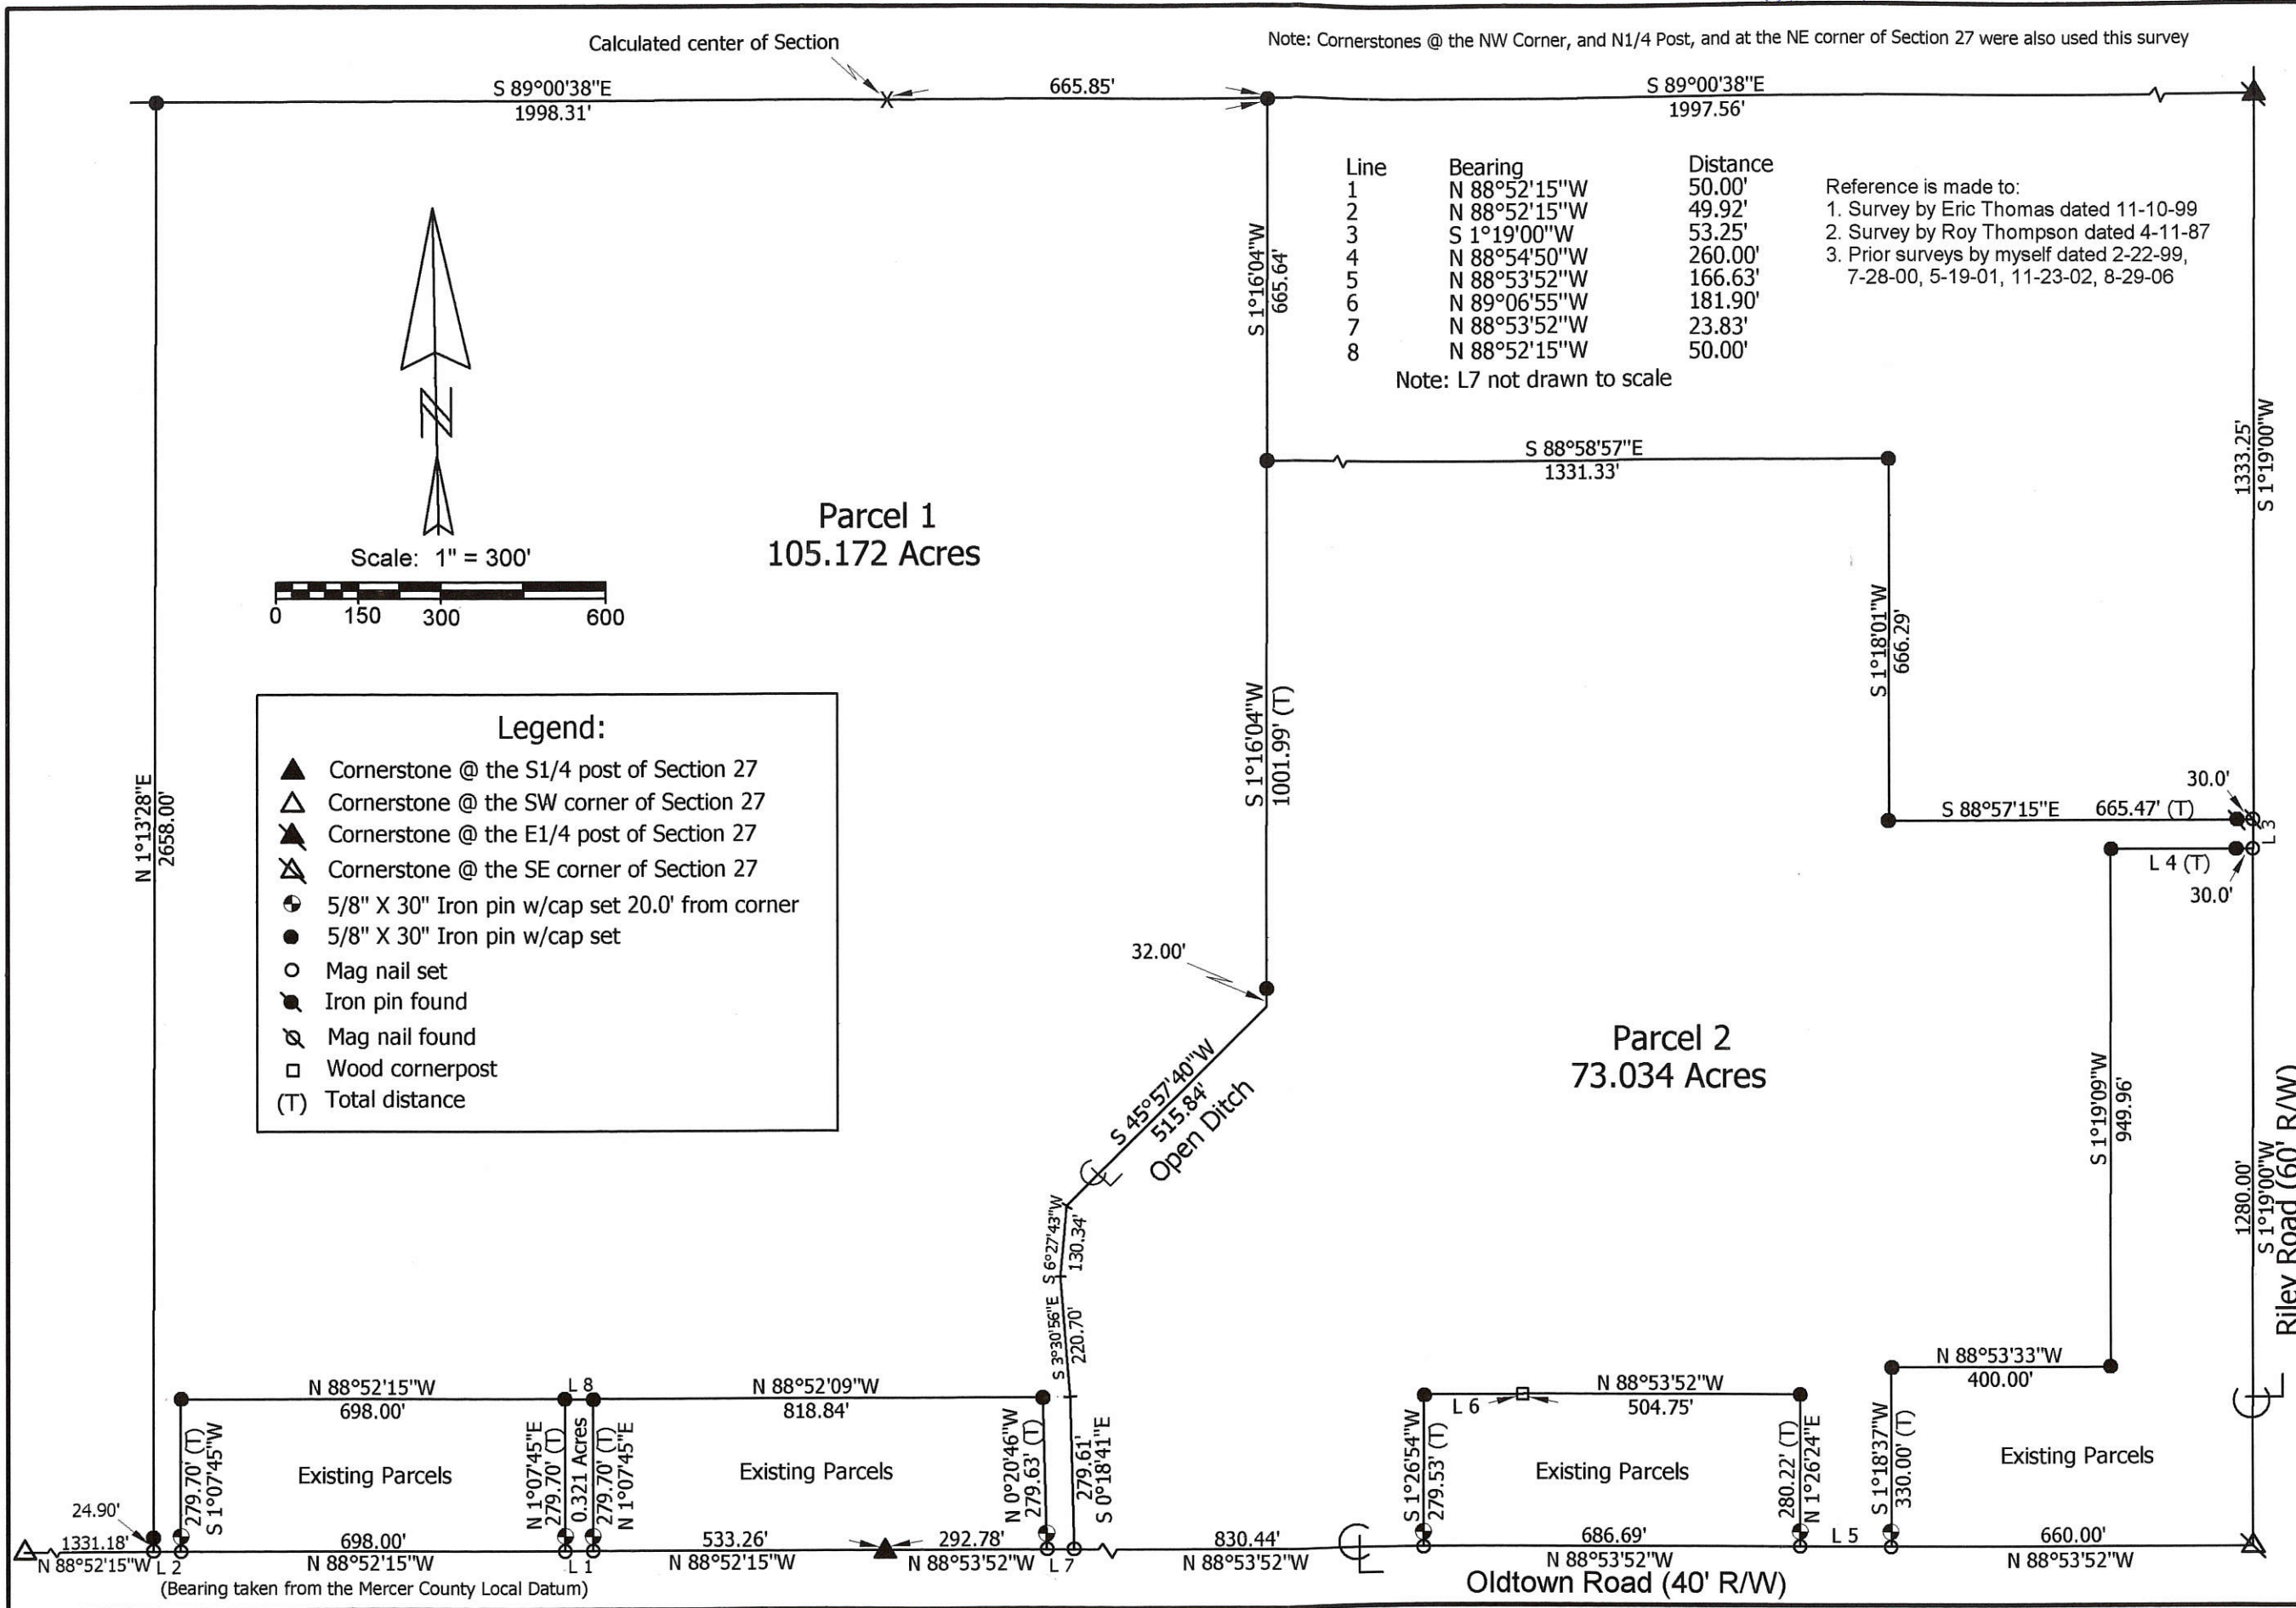 Calculated center of Section
Note: Cornerstones @ the NW Corner, and N1/4 Post, and at the NE corner of Section 27 were also used this survey
S 89°00'38"E
1998.31'
665.85'
S 89°00'38"E
1997.56'
Line Bearing Distance
1 N 88°52'15"W 50.00'
2 N 88°52'15"W 49.92'
3 S 1°19'00"W 53.25'
4 N 88°54'50"W 260.00'
5 N 88°53'52"W 166.63'
6 N 89°06'55"W 181.90'
7 N 88°53'52"W 23.83'
8 N 88°52'15"W 50.00'
Note: L7 not drawn to scale
Reference is made to:
1. Survey by Eric Thomas dated 11-10-99
2. Survey by Roy Thompson dated 4-11-87
3. Prior surveys by myself dated 2-22-99,
7-28-00, 5-19-01, 11-23-02, 8-29-06
S 1°16'04"W
665.64'
N
Scale: 1" = 300'
0 150 300 600
Parcel 1
105.172 Acres
S 88°58'57"E
1331.33'
1333.25'
S 1°19'00"W
S 1°18'01"W
666.29'
N 1°13'28"E
2658.00'
Legend:
Cornerstone @ the S1/4 post of Section 27
Cornerstone @ the SW corner of Section 27
Cornerstone @ the E1/4 post of Section 27
Cornerstone @ the SE corner of Section 27
5/8" X 30" Iron pin w/cap set 20.0' from corner
5/8" X 30" Iron pin w/cap set
Mag nail set
Iron pin found
Mag nail found
Wood cornerpost
(T) Total distance
S 1°16'04"W
1001.99' (T)
32.00'
S 88°57'15"E 665.47' (T)
30.0'
L 3
L 4 (T)
30.0'
Parcel 2
73.034 Acres
S 45°57'40"W
515.84'
Open Ditch
CL
S 6°27'43"W
130.34'
S 3°30'56"E
220.70'
S 1°19'09"W
949.96'
1280.00'
S 1°19'00"W
Riley Road (60' R/W)
CL
N 88°52'15"W
698.00'
L 8
N 88°52'09"W
818.84'
L 6
N 88°53'52"W
504.75'
N 88°53'33"W
400.00'
279.70' (T)
S 1°07'45"W
Existing Parcels
N 1°07'45"E
279.70' (T)
0.321 Acres
279.70' (T)
N 1°07'45"E
Existing Parcels
N 0°20'46"W
279.63' (T)
279.61'
S 0°18'41"E
S 1°26'54"W
279.53' (T)
Existing Parcels
280.22' (T)
N 1°26'24"E
S 1°18'37"W
330.00' (T)
Existing Parcels
24.90'
1331.18'
N 88°52'15"W
L 2
698.00'
N 88°52'15"W
L 1
533.26'
N 88°52'15"W
292.78'
N 88°53'52"W
L 7
830.44'
N 88°53'52"W
CL
686.69'
N 88°53'52"W
L 5
660.00'
N 88°53'52"W
(Bearing taken from the Mercer County Local Datum)
Oldtown Road (40' R/W)